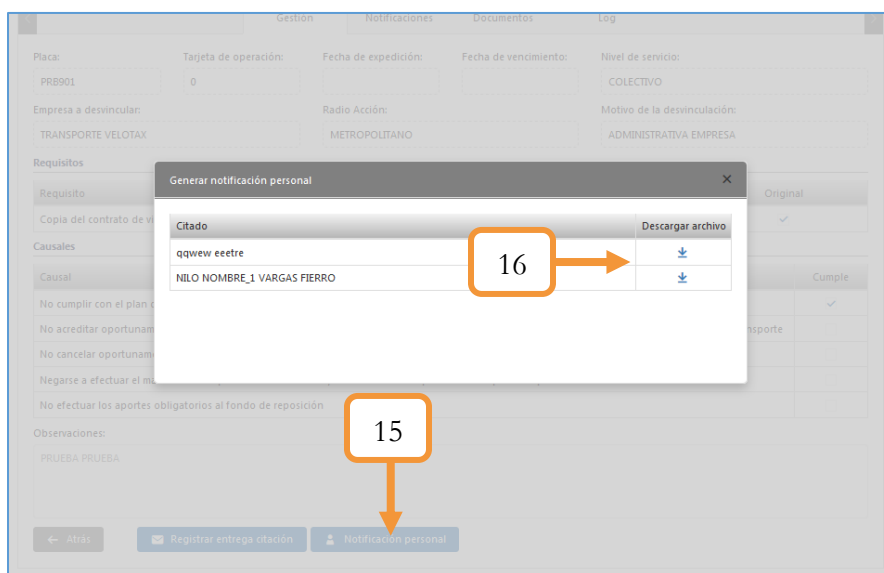 Gestión Notificaciones Documentos Log
Placa: Tarjeta de operación: Fecha de expedición: Fecha de vencimiento: Nivel de servicio:
PRB901 0 COLECTIVO
Empresa a desvincular: Radio Acción: Motivo de la desvinculación:
TRANSPORTE VELOTAX METROPOLITANO ADMINISTRATIVA EMPRESA
Requisitos
Generar notificación personal
Requisito Original
Copia del contrato de
Citado Descargar archivo
Causales
qqwew eeetre
16
Causal Cumple
NILO NOMBRE_1 VARGAS FIERRO
No cumplir con el plan
No acreditar oportunam nsporte
No cancelar oportunam
Negarse a efectuar el
No efectuar los aportes obligatorios al fondo de reposición
15
Observaciones:
PRUEBA PRUEBA
Atrás Registrar entrega citación Notificación personal